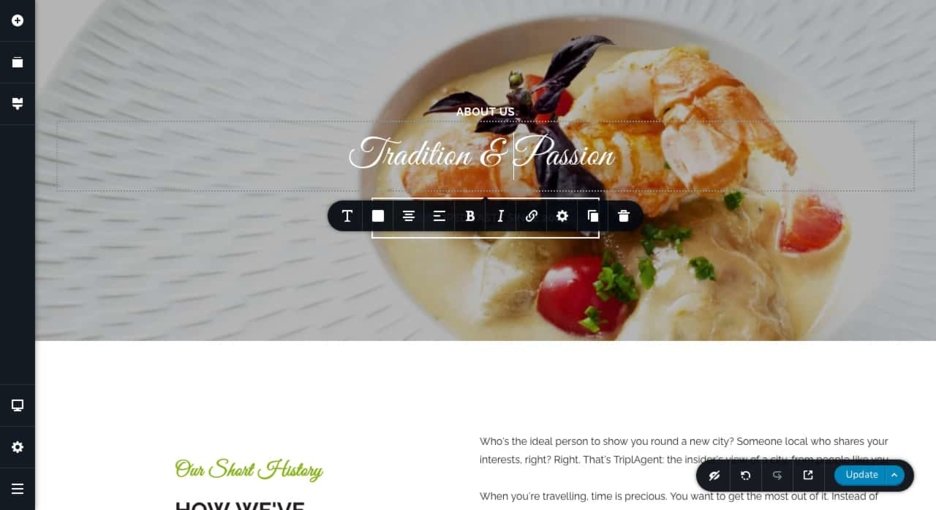 ABOUT US
Tradition & Passion
T
B
I
Our Short History
HOW WE'VE
Who's the ideal person to show you round a new city? Someone local who shares your
interests, right? Right. That's TriplAgent: the insider's view of a city, from people like you.
When you're travelling, time is precious. You want to get the most out of it. Instead of
Update